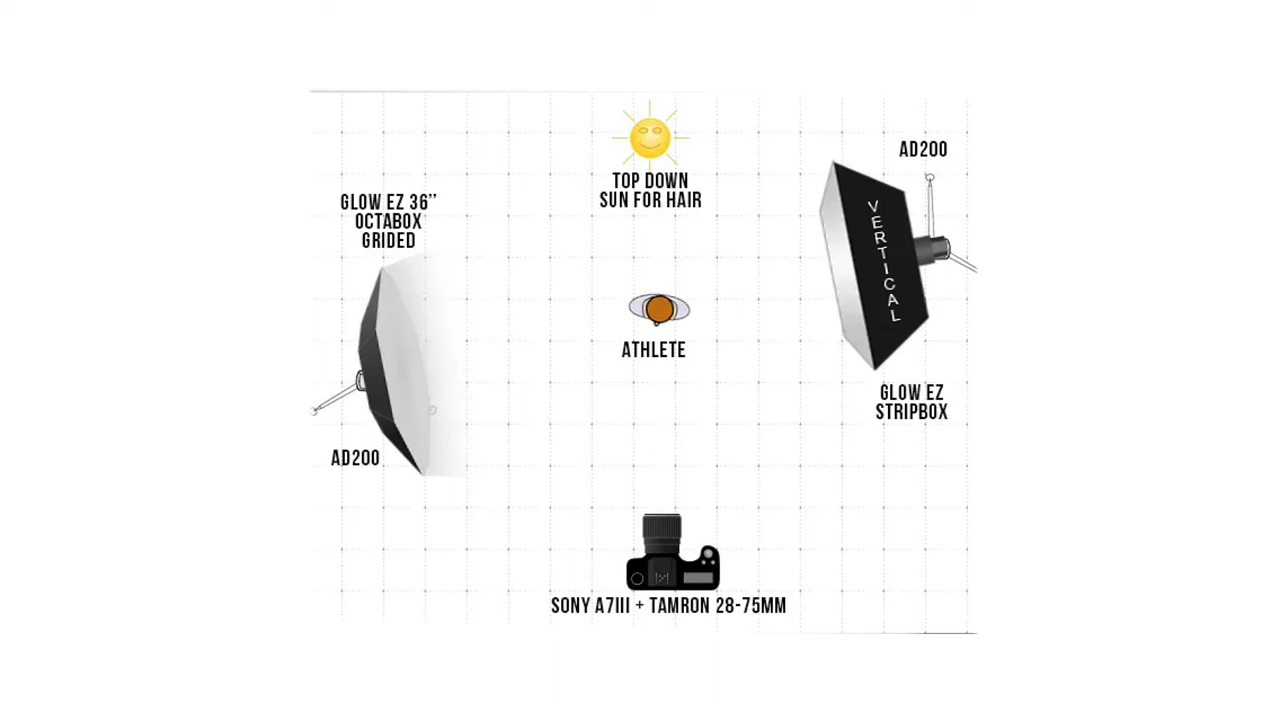 TOP DOWN
SUN FOR HAIR
AD200
VERTICAL
GLOW EZ
STRIPBOX
GLOW EZ 36’’
OCTABOX
GRIDED
AD200
ATHLETE
SONY A7III + TAMRON 28-75MM